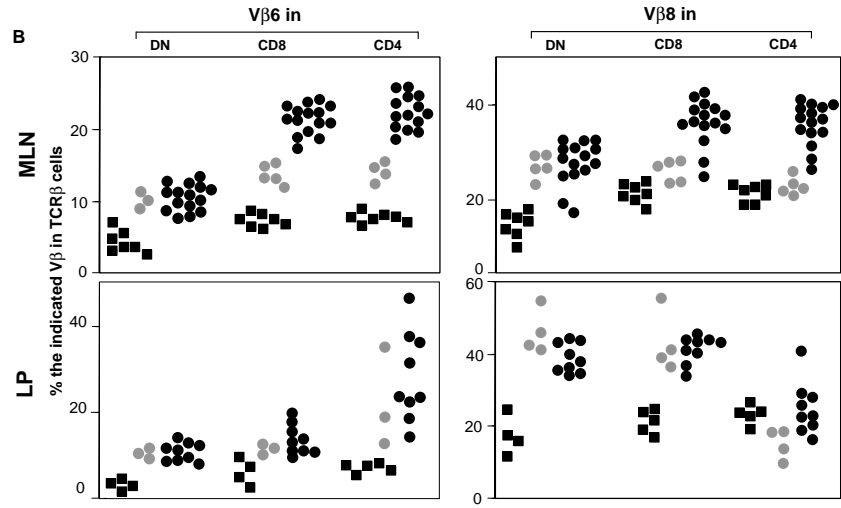 B
Vβ6 in
Vβ8 in
DN
CD8
CD4
DN
CD8
CD4
% the indicated Vβ in TCRβ cells
MLN
30
20
10
0
40
20
0
LP
40
20
0
60
40
20
0